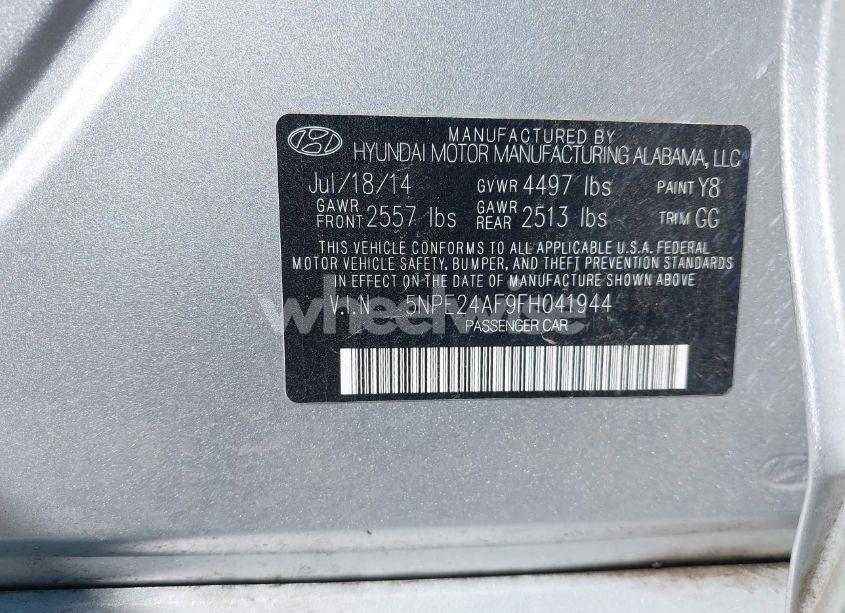 MANUFACTURED BY
HYUNDAI MOTOR MANUFACTURING ALABAMA, LLC
Jul/18/14 GVWR 4497 lbs PAINT Y8
GAWR FRONT 2557 lbs GAWR REAR 2513 lbs TRIM GG
THIS VEHICLE CONFORMS TO ALL APPLICABLE U.S.A. FEDERAL
MOTOR VEHICLE SAFETY, BUMPER, AND THEFT PREVENTION STANDARDS
IN EFFECT ON THE DATE OF MANUFACTURE SHOWN ABOVE.
V.I.N. 5NPE24AF9FH041944
wheelwise
PASSENGER CAR